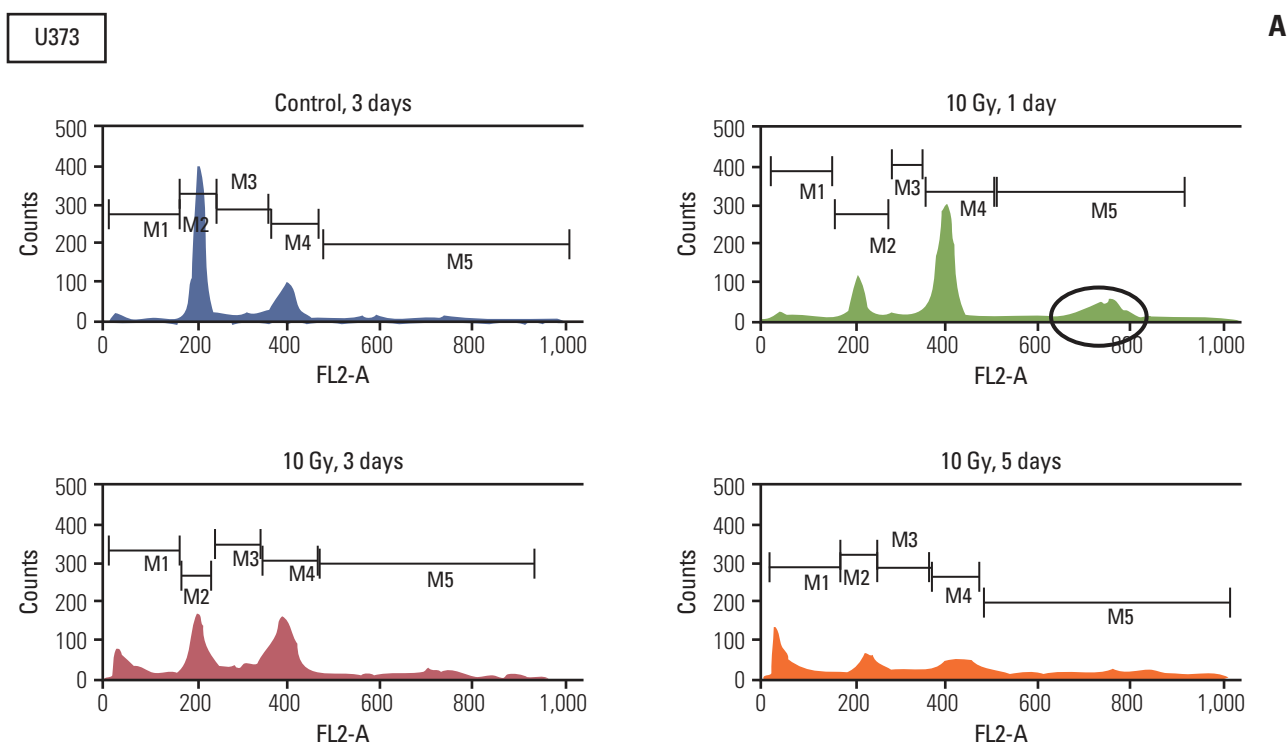 U373
A
Control, 3 days
500
400
300
200
100
0
Counts
M1
M2
M3
M4
M5
0 200 400 600 800 1,000
FL2-A
10 Gy, 1 day
500
400
300
200
100
0
Counts
M1
M2
M3
M4
M5
0 200 400 600 800 1,000
FL2-A
10 Gy, 3 days
500
400
300
200
100
0
Counts
M1
M2
M3
M4
M5
0 200 400 600 800 1,000
FL2-A
10 Gy, 5 days
500
400
300
200
100
0
Counts
M1
M2
M3
M4
M5
0 200 400 600 800 1,000
FL2-A